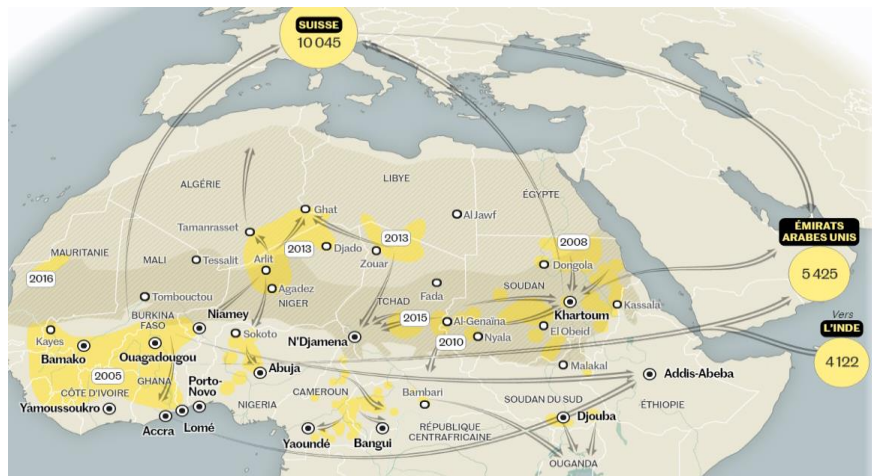 SUISSE
10 045
ALGÉRIE
LIBYE
ÉGYPTE
Ghat
Al Jawf
Tamanrasset
2013
Djado
2013
Zouar
2008
MAURITANIE
MALI
Tessalit
Arlit
Dongola
2016
Agadez
NIGER
Tombouctou
TCHAD
Fada
SOUDAN
Khartoum
Kassala
ÉMIRATS
ARABES UNIS
5 425
BURKINA
FASO
Niamey
Kayes
Bamako
Ouagadougou
Sokoto
N'Djamena
2015
Al-Genaïna
2010
Nyala
El Obeid
Vers
L'INDE
4 122
2005
GHANA
CÔTE D'IVOIRE
Porto-
Novo
Abuja
CAMEROUN
Bambari
Malakal
Addis-Abeba
Yamoussoukro
Accra
Lomé
NIGERIA
Yaoundé
Bangui
RÉPUBLIQUE
CENTRAFRICAINE
SOUDAN DU SUD
Djouba
ÉTHIOPIE
OUGANDA